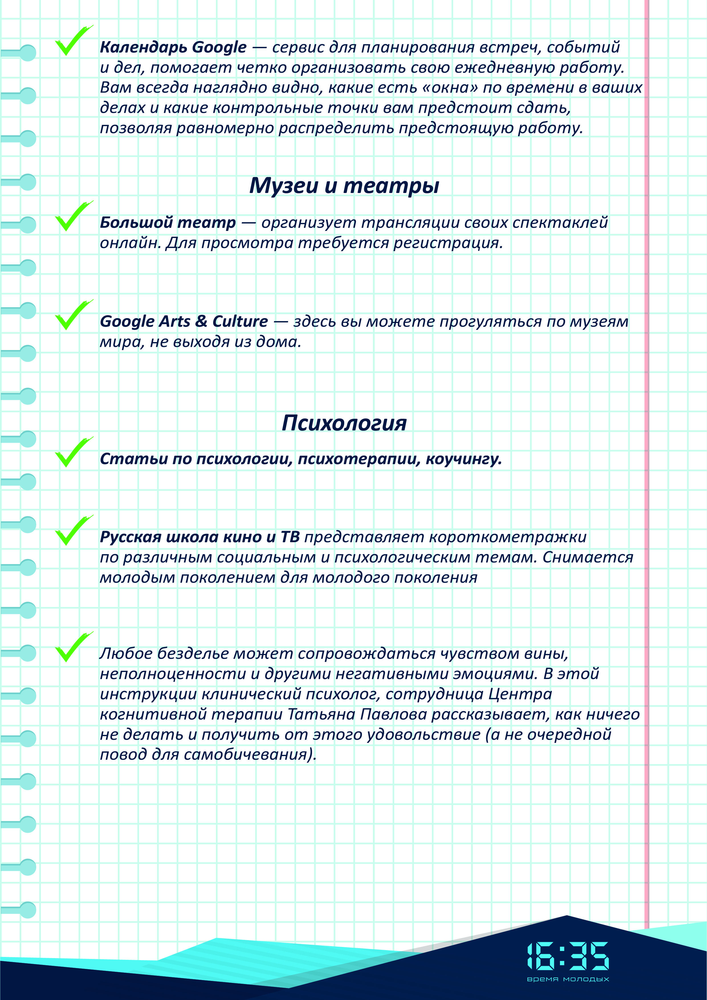 Календарь Google — сервис для планирования встреч, событий
и дел, помогает четко организовать свою ежедневную работу.
Вам всегда наглядно видно, какие есть «окна» по времени в ваших
делах и какие контрольные точки вам предстоит сдать,
позволяя равномерно распределить предстоящую работу.
Музеи и театры
Большой театр — организует трансляции своих спектаклей
онлайн. Для просмотра требуется регистрация.
Google Arts & Culture — здесь вы можете прогуляться по музеям
мира, не выходя из дома.
Психология
Статьи по психологии, психотерапии, коучингу.
Русская школа кино и ТВ представляет короткометражки
по различным социальным и психологическим темам. Снимается
молодым поколением для молодого поколения
Любое безделье может сопровождаться чувством вины,
неполноценности и другими негативными эмоциями. В этой
инструкции клинический психолог, сотрудница Центра
когнитивной терапии Татьяна Павлова рассказывает, как ничего
не делать и получить от этого удовольствие (а не очередной
повод для самобичевания).
16:35
время молодых